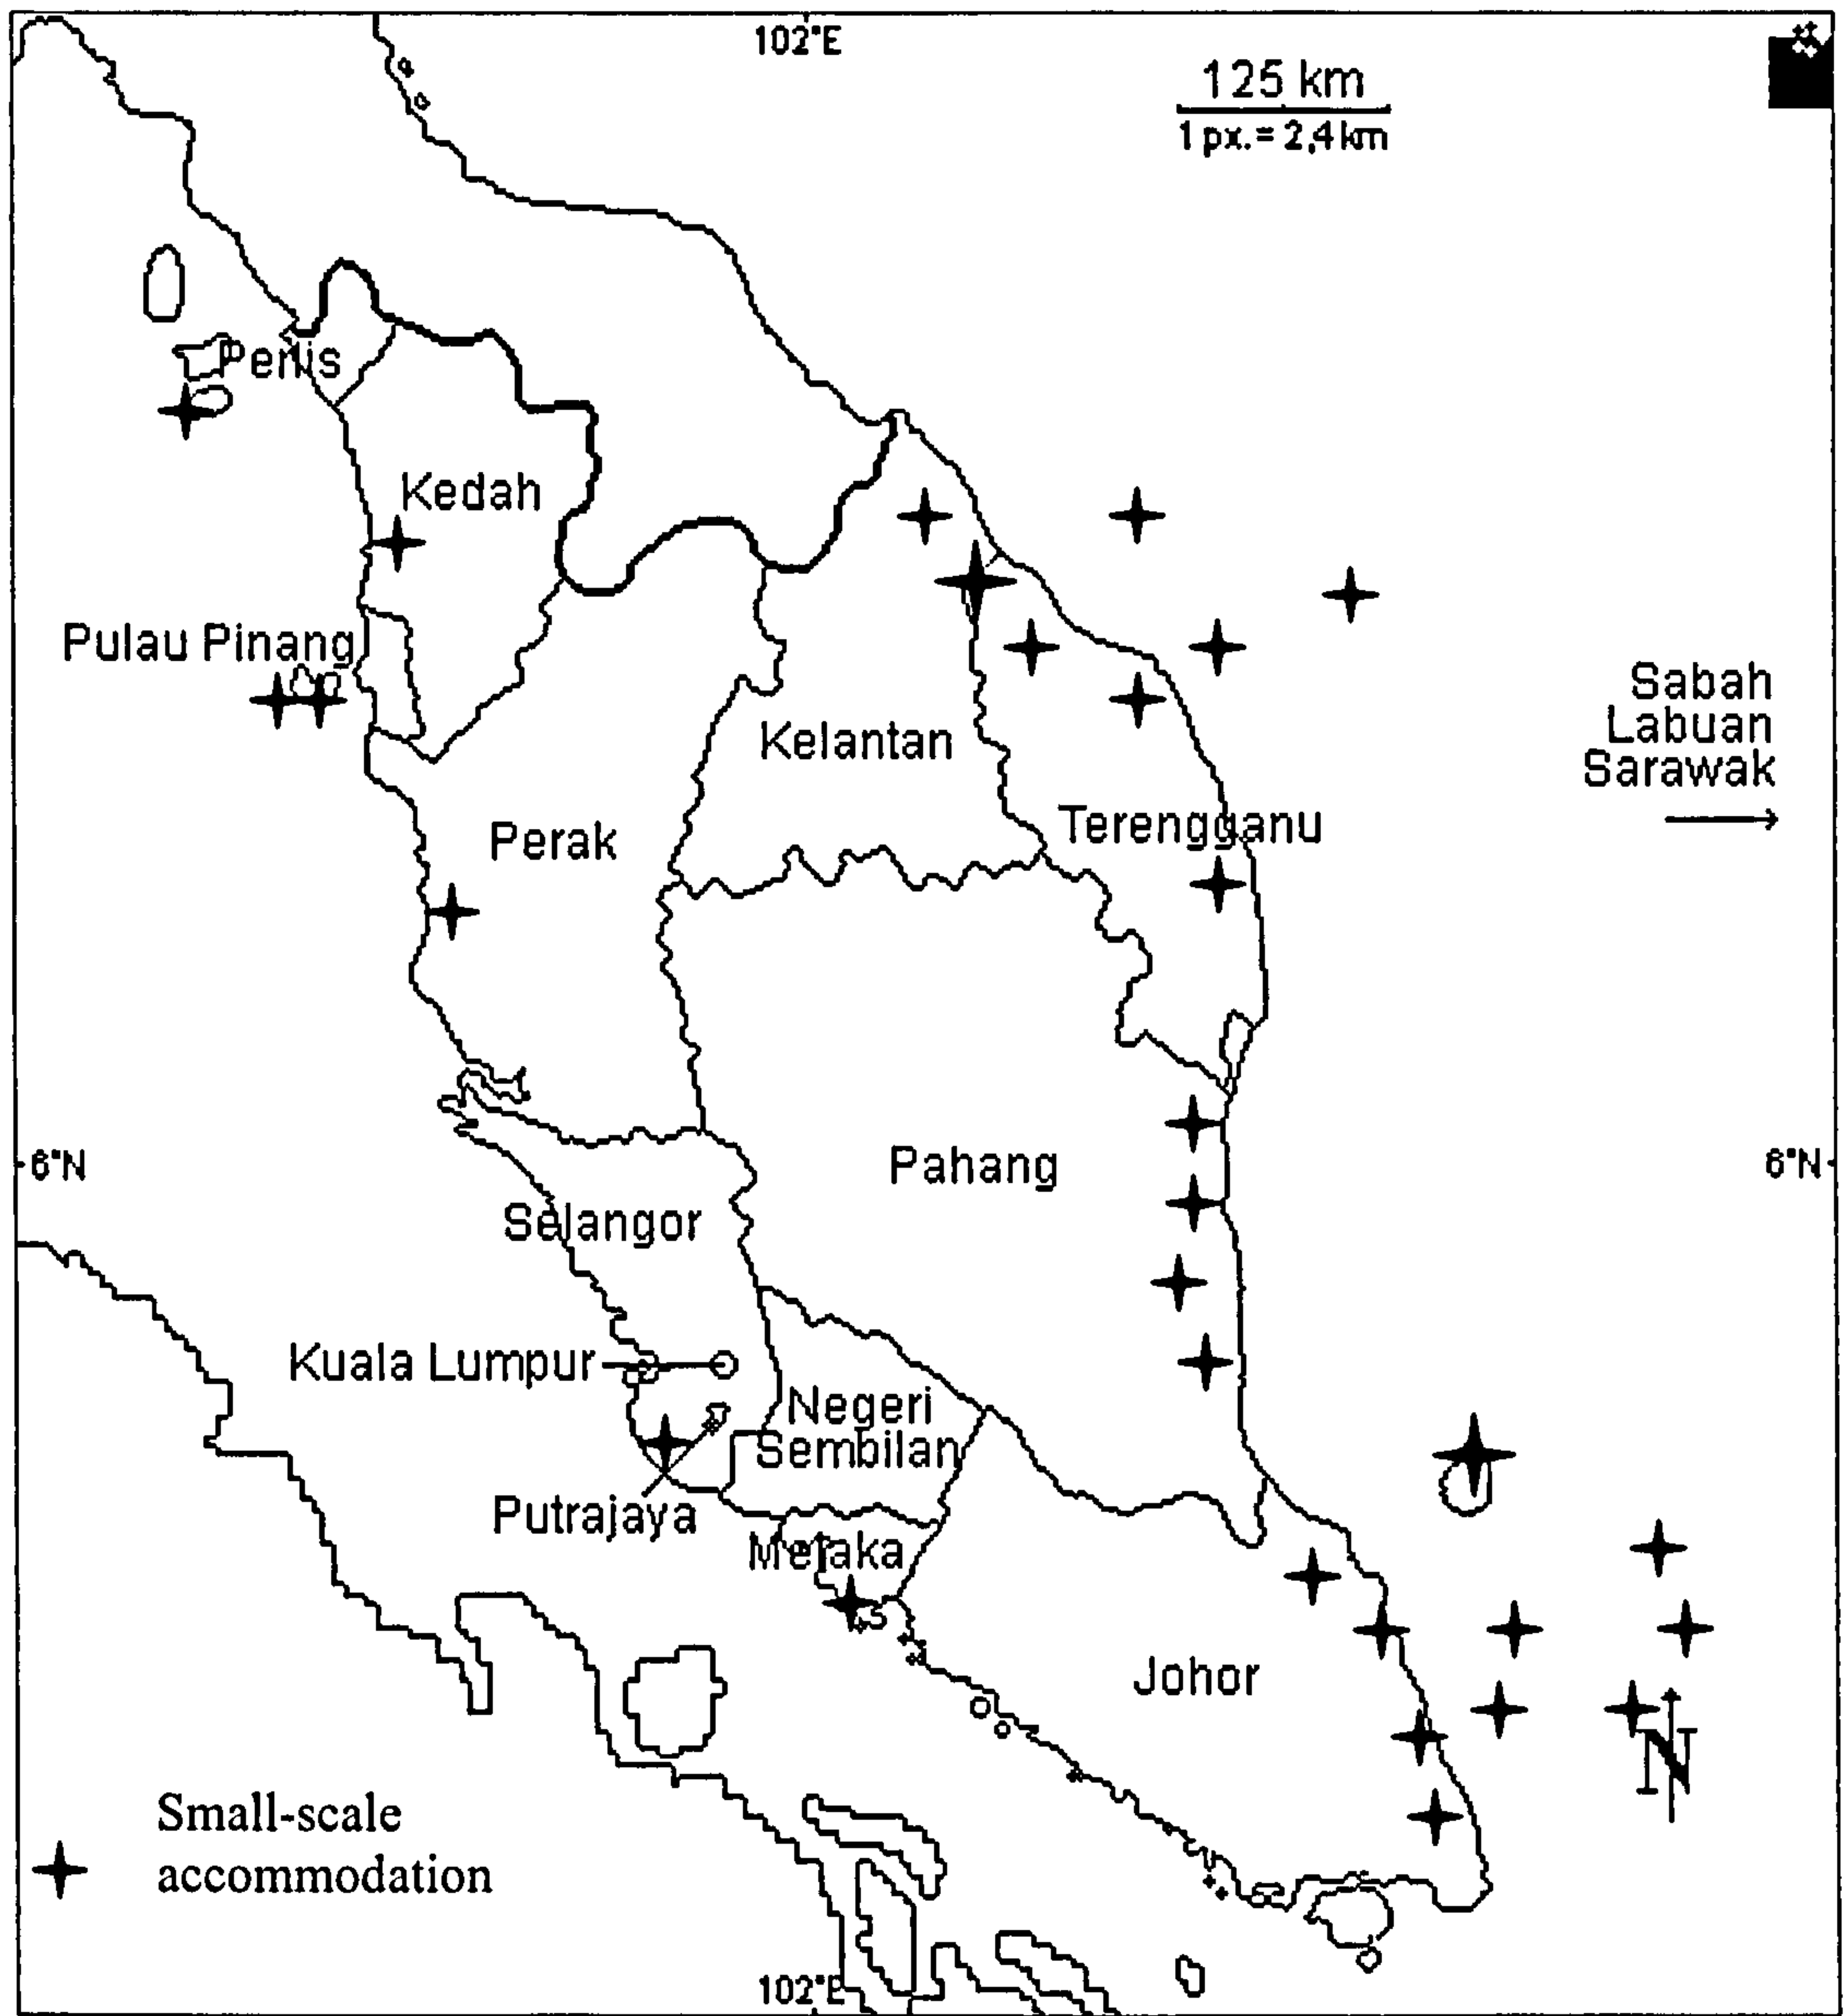 102°E
125 km
1 px.= 2,4 km
Perlis
Kedah
Pulau Pinang
Kelantan
Sabah
Labuan
Sarawak
Terengganu
Perak
Pahang
6°N
6°N
Selangor
Kuala Lumpur
Negeri
Sembilan
Putrajaya
Melaka
Johor
N
Small-scale
accommodation
102°E